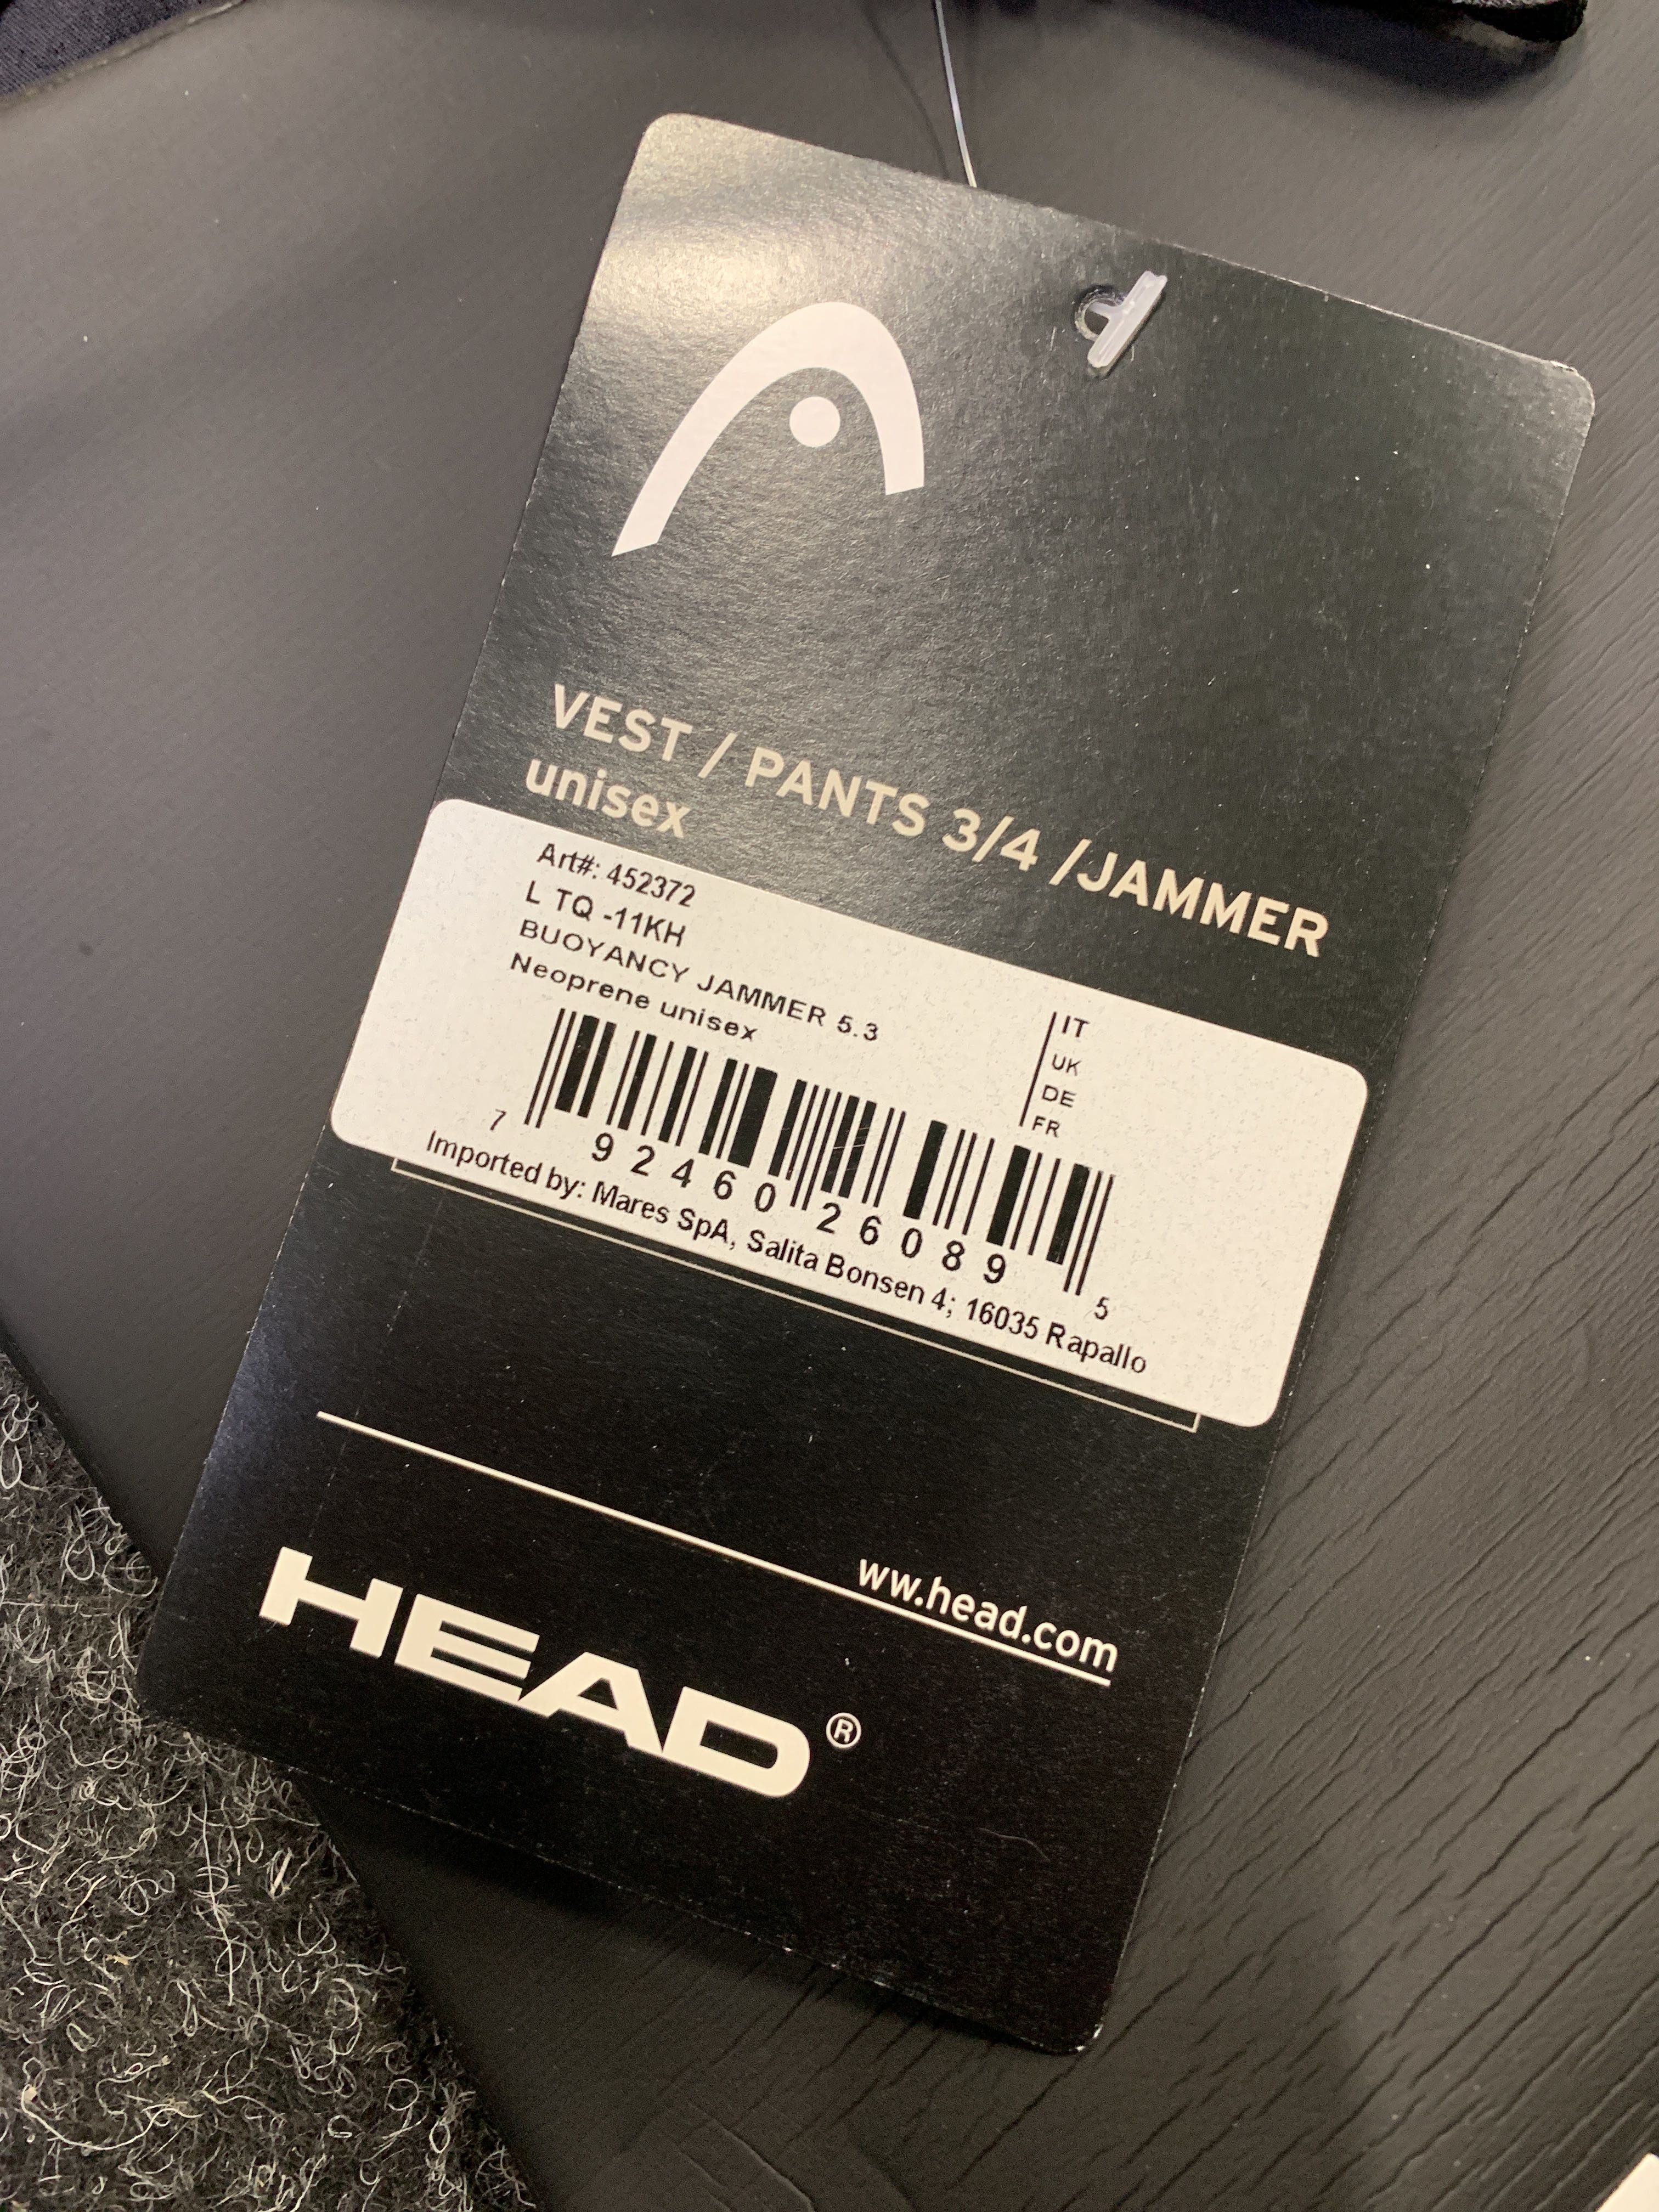 VEST / PANTS 3/4 /JAMMER
unisex
Art#: 452372
L TQ -11KH
BUOYANCY JAMMER 5.3
Neoprene unisex
IT
UK
DE
FR
7 92460 26089 5
Imported by: Mares SpA, Salita Bonsen 4; 16035 Rapallo
ww.head.com
HEAD®